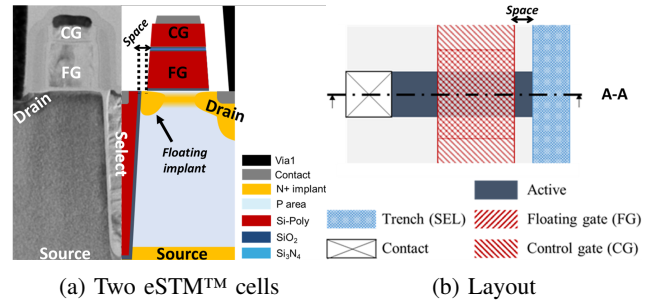 CG
FG
Drain
Select
Source
Space
CG
FG
Drain
Floating
implant
Source
Via1
Contact
N+ implant
P area
Si-Poly
SiO₂
Si₃N₄
(a) Two eSTM™ cells
Space
A-A
Active
Trench (SEL)
Floating gate (FG)
Contact
Control gate (CG)
(b) Layout